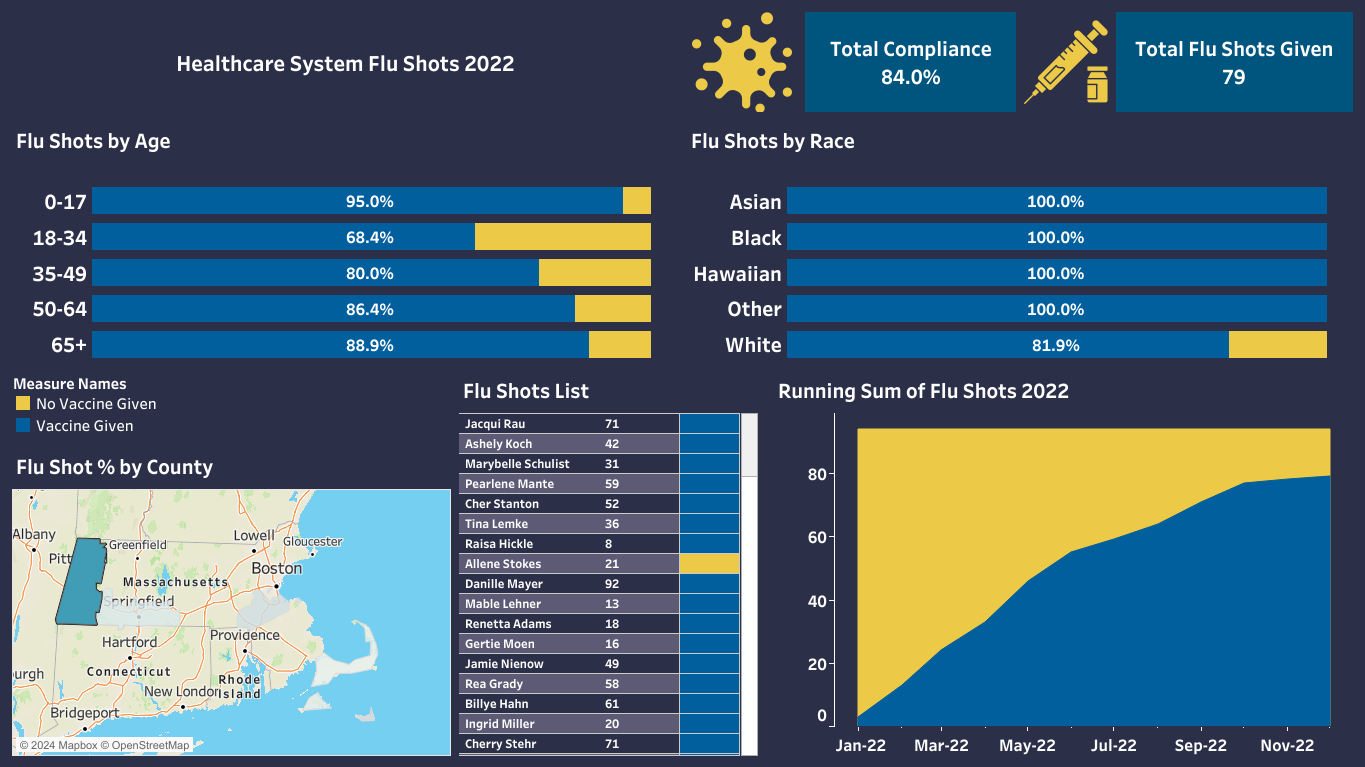 Healthcare System Flu Shots 2022
Total Compliance
84.0%
Total Flu Shots Given
79
Flu Shots by Age
0-17 95.0%
18-34 68.4%
35-49 80.0%
50-64 86.4%
65+ 88.9%
Flu Shots by Race
Asian 100.0%
Black 100.0%
Hawaiian 100.0%
Other 100.0%
White 81.9%
Measure Names
No Vaccine Given
Vaccine Given
Flu Shot % by County
Albany
Pitt
Greenfield
Lowell
Gloucester
Massachusetts
Boston
Springfield
Hartford
Providence
Connecticut
urgh
New London
Rhode
Island
Bridgeport
© 2024 Mapbox © OpenStreetMap
Flu Shots List
Jacqui Rau 71
Ashely Koch 42
Marybelle Schulist 31
Pearlene Mante 59
Cher Stanton 52
Tina Lemke 36
Raisa Hickle 8
Allene Stokes 21
Danille Mayer 92
Mable Lehner 13
Renetta Adams 18
Gertie Moen 16
Jamie Nienow 49
Rea Grady 58
Billye Hahn 61
Ingrid Miller 20
Cherry Stehr 71
Running Sum of Flu Shots 2022
80
60
40
20
0
Jan-22 Mar-22 May-22 Jul-22 Sep-22 Nov-22